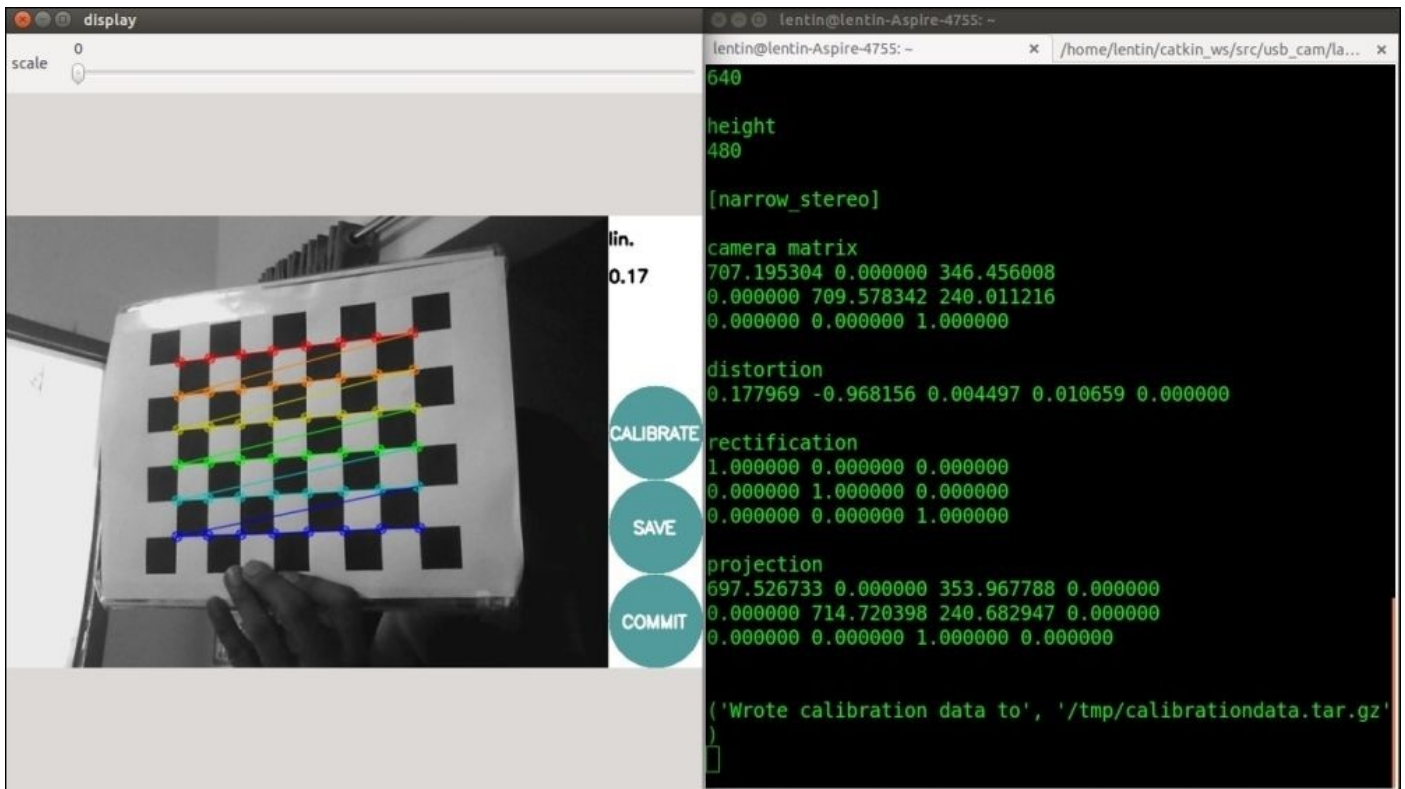 display
scale
0
lin.
0.17
CALIBRATE
SAVE
COMMIT
lentin@lentin-Aspire-4755: ~
lentin@lentin-Aspire-4755: ~
/home/lentin/catkin_ws/src/usb_cam/la...
640
height
480
[narrow_stereo]
camera matrix
707.195304 0.000000 346.456008
0.000000 709.578342 240.011216
0.000000 0.000000 1.000000
distortion
0.177969 -0.968156 0.004497 0.010659 0.000000
rectification
1.000000 0.000000 0.000000
0.000000 1.000000 0.000000
0.000000 0.000000 1.000000
projection
697.526733 0.000000 353.967788 0.000000
0.000000 714.720398 240.682947 0.000000
0.000000 0.000000 1.000000 0.000000
('Wrote calibration data to', '/tmp/calibrationdata.tar.gz'
)